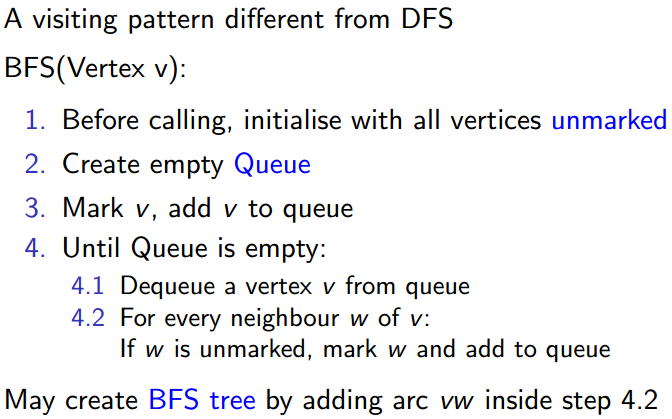 A visiting pattern different from DFS
BFS(Vertex v):
1. Before calling, initialise with all vertices unmarked
2. Create empty Queue
3. Mark v, add v to queue
4. Until Queue is empty:
4.1 Dequeue a vertex v from queue
4.2 For every neighbour w of v:
If w is unmarked, mark w and add to queue
May create BFS tree by adding arc vw inside step 4.2